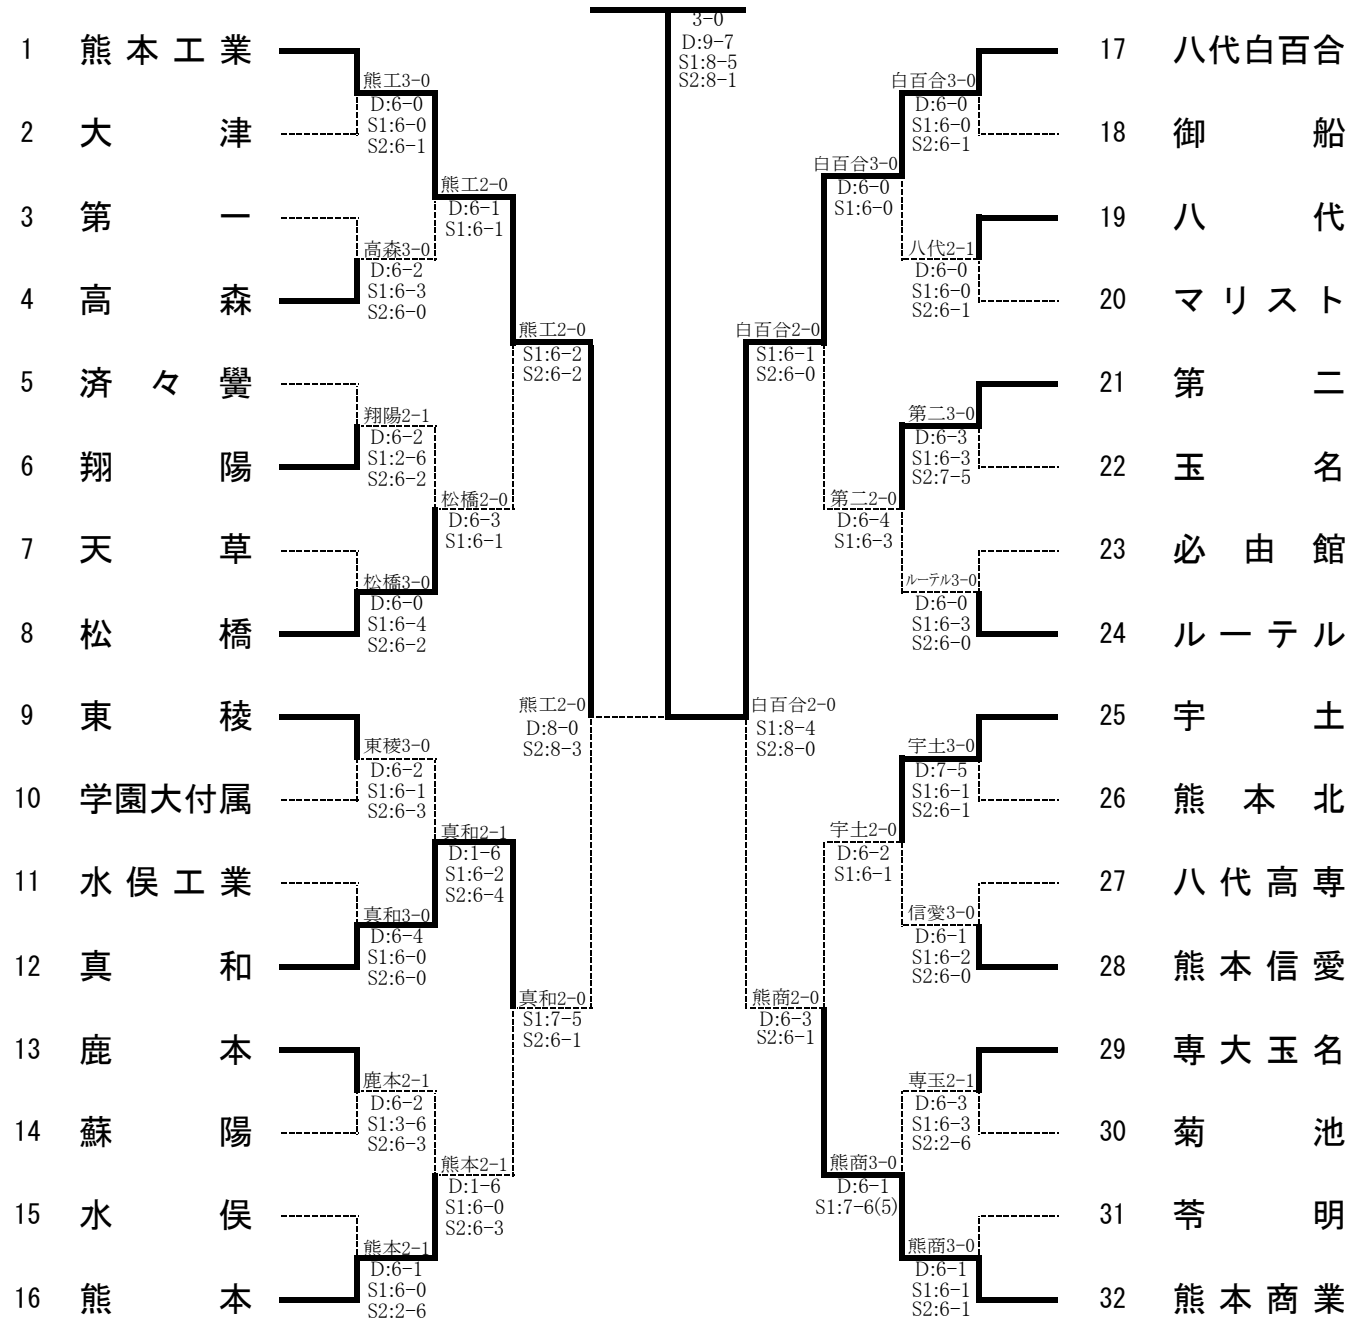 3-0
D:9-7
S1:8-5
S2:8-1
1 熊本工業
熊工3-0
D:6-0
S1:6-0
S2:6-1
2 大津
熊工2-0
D:6-1
S1:6-1
3 第一
高森3-0
D:6-2
S1:6-3
S2:6-0
4 高森
熊工2-0
S1:6-2
S2:6-2
5 済々黌
翔陽2-1
D:6-2
S1:2-6
S2:6-2
6 翔陽
松橋2-0
D:6-3
S1:6-1
7 天草
松橋3-0
D:6-0
S1:6-4
S2:6-2
8 松橋
熊工2-0
D:8-0
S2:8-3
9 東稜
東稜3-0
D:6-2
S1:6-1
S2:6-3
10 学園大付属
真和2-1
D:1-6
S1:6-2
S2:6-4
11 水俣工業
真和3-0
D:6-4
S1:6-0
S2:6-0
12 真和
真和2-0
S1:7-5
S2:6-1
13 鹿本
鹿本2-1
D:6-2
S1:3-6
S2:6-3
14 蘇陽
熊本2-1
D:1-6
S1:6-0
S2:6-3
15 水俣
熊本2-1
D:6-1
S1:6-0
S2:2-6
16 熊本
17 八代白百合
白百合3-0
D:6-0
S1:6-0
S2:6-1
18 御船
白百合3-0
D:6-0
S1:6-0
19 八代
八代2-1
D:6-0
S1:6-0
S2:6-1
20 マリスト
白百合2-0
S1:6-1
S2:6-0
21 第二
第二3-0
D:6-3
S1:6-3
S2:7-5
22 玉名
第二2-0
D:6-4
S1:6-3
23 必由館
ルーテル3-0
D:6-0
S1:6-3
S2:6-0
24 ルーテル
白百合2-0
S1:8-4
S2:8-0
25 宇土
宇土3-0
D:7-5
S1:6-1
S2:6-1
26 熊本北
宇土2-0
D:6-2
S1:6-1
27 八代高専
信愛3-0
D:6-1
S1:6-2
S2:6-0
28 熊本信愛
熊商2-0
D:6-3
S2:6-1
29 専大玉名
専玉2-1
D:6-3
S1:6-3
S2:2-6
30 菊池
熊商3-0
D:6-1
S1:7-6(5)
31 苓明
熊商3-0
D:6-1
S1:6-1
S2:6-1
32 熊本商業